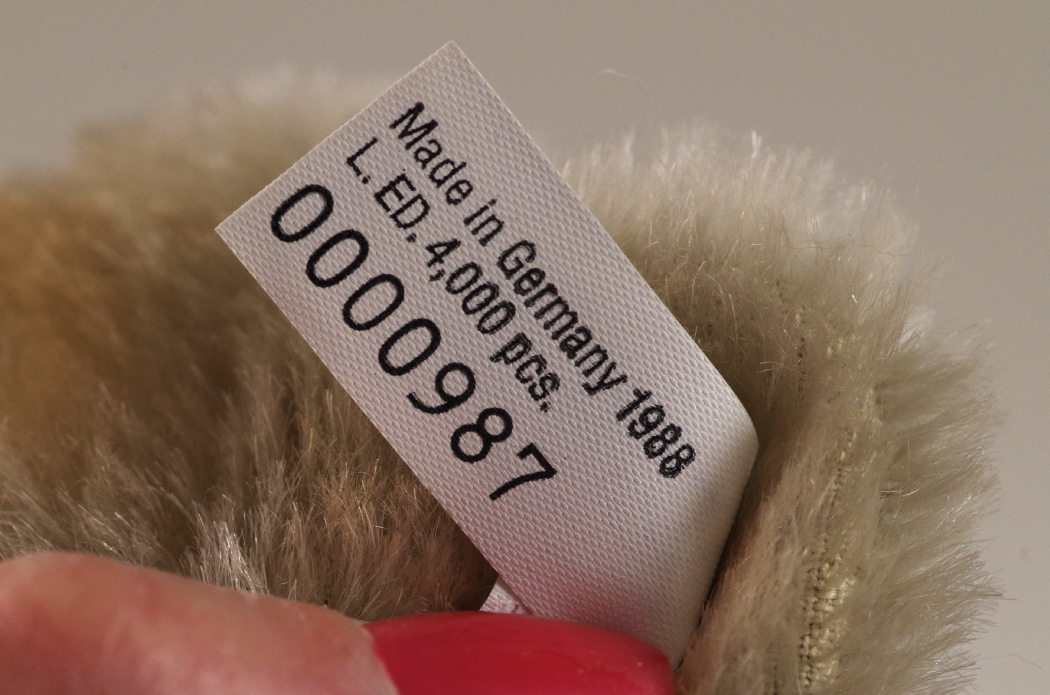 Made in Germany 1988
L. ED. 4,000 pcs.
0000987